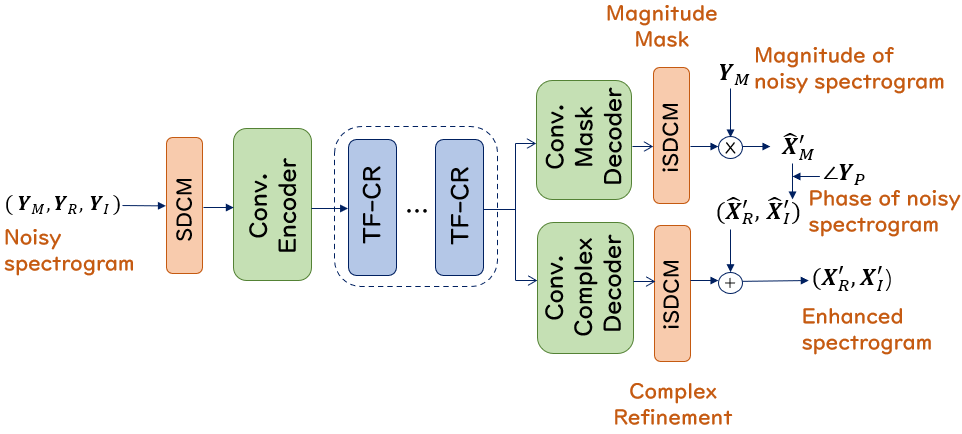 Magnitude
Mask
Y_M
Magnitude of
noisy spectrogram
Conv.
Mask
Decoder
iSDCM
×
X̂′_M
∠Y_P
Phase of noisy
spectrogram
(X̂′_R, X̂′_I)
(Y_M, Y_R, Y_I)
Noisy
spectrogram
SDCM
Conv.
Encoder
TF-CR
...
TF-CR
Conv.
Complex
Decoder
iSDCM
+
(X′_R, X′_I)
Enhanced
spectrogram
Complex
Refinement